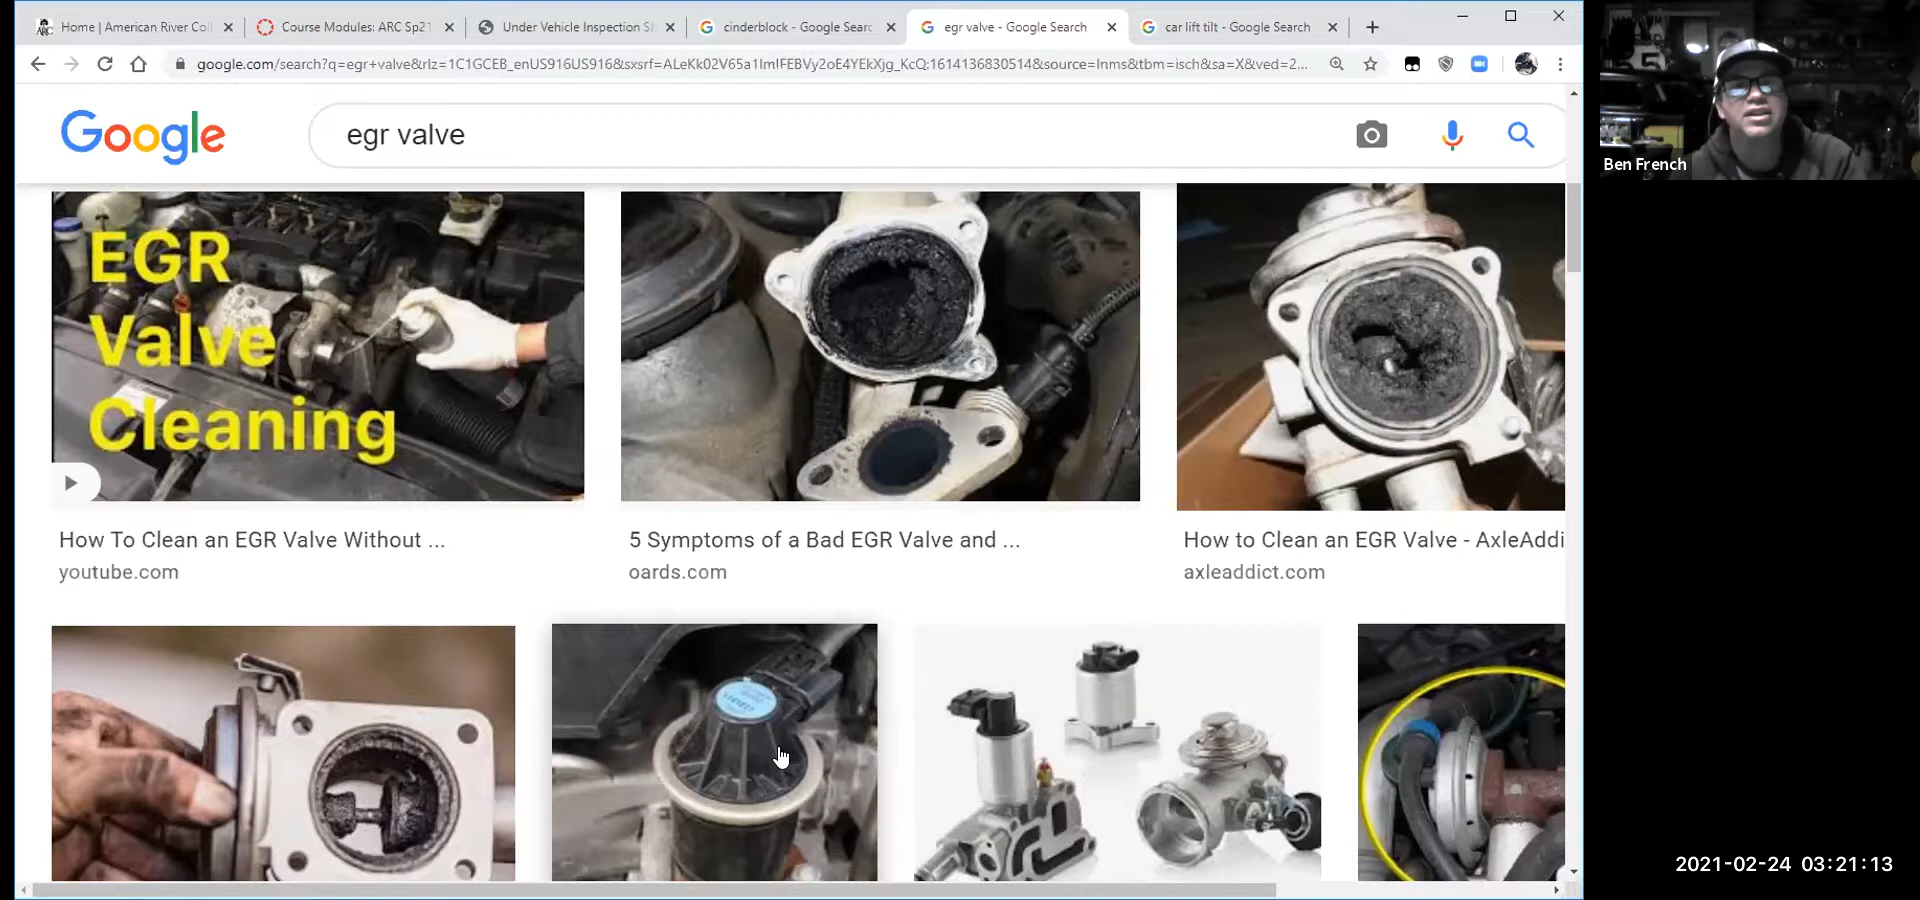 Home | American River Coll
Course Modules: ARC Sp21
Under Vehicle Inspection S
cinderblock - Google Searc
egr valve - Google Search
car lift tilt - Google Search
google.com/search?q=egr+valve&rlz=1C1GCEB_enUS916US916&sxsrf=ALeKk02V65a1lm!FEBVy2oE4YEkXjg_KcQ:1614136830514&source=lnms&tbm=isch&sa=X&ved=2...
Google
egr valve
Ben French
EGR
Valve
Cleaning
How To Clean an EGR Valve Without ...
youtube.com
5 Symptoms of a Bad EGR Valve and ...
oards.com
How to Clean an EGR Valve - AxleAddi
axleaddict.com
2021-02-24 03:21:13